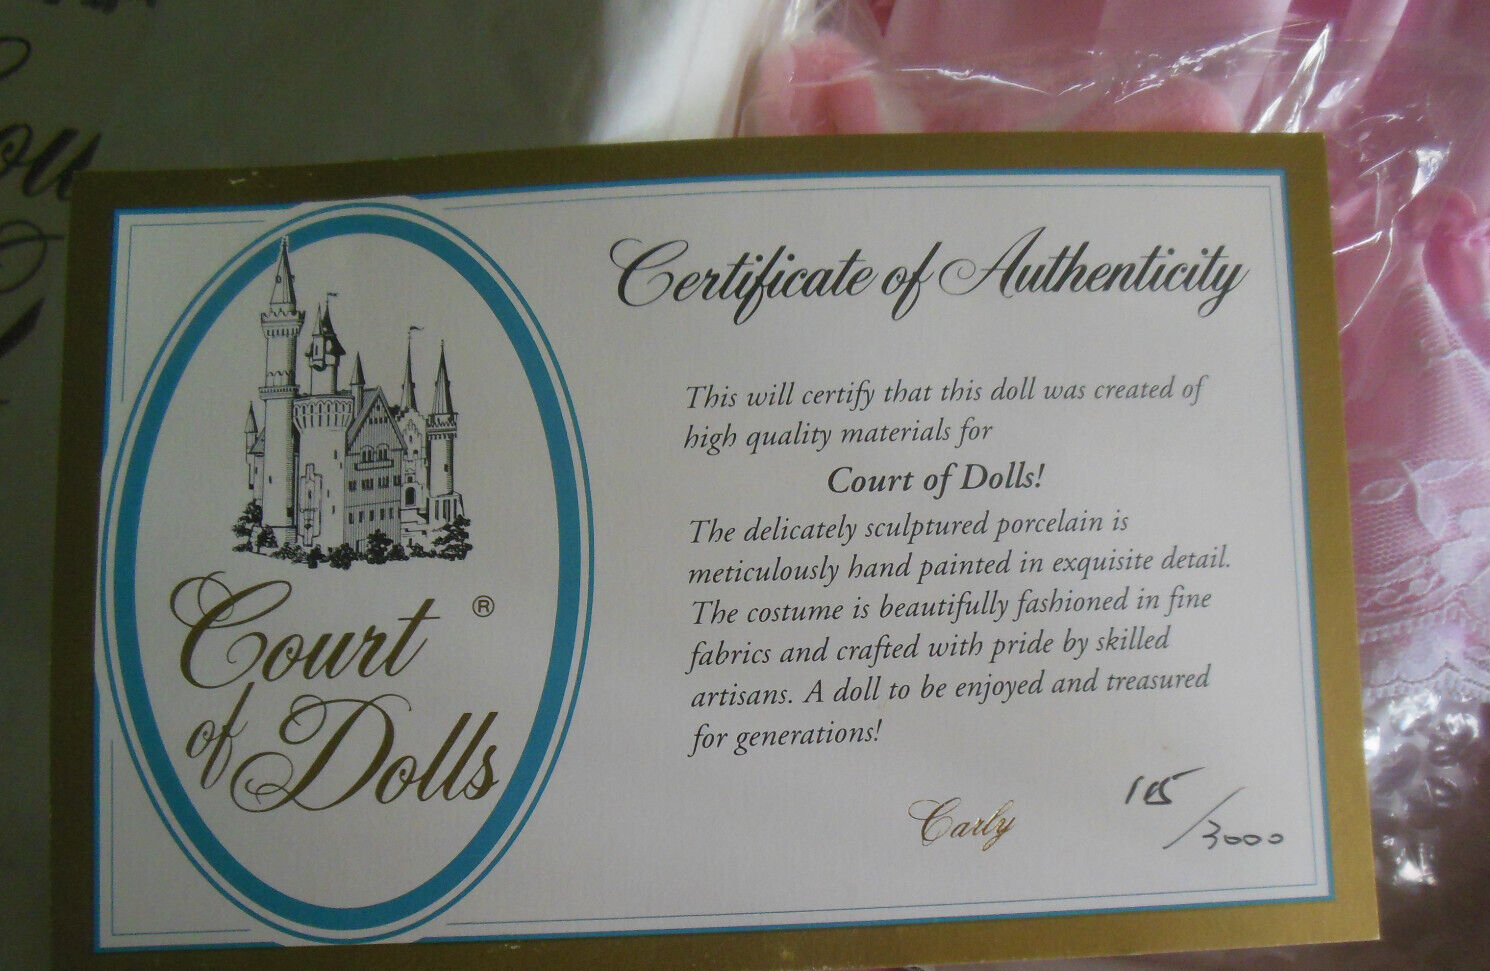 ou
Court ®
of Dolls
Certificate of Authenticity
This will certify that this doll was created of
high quality materials for
Court of Dolls!
The delicately sculptured porcelain is
meticulously hand painted in exquisite detail.
The costume is beautifully fashioned in fine
fabrics and crafted with pride by skilled
artisans. A doll to be enjoyed and treasured
for generations!
Carly
/3000